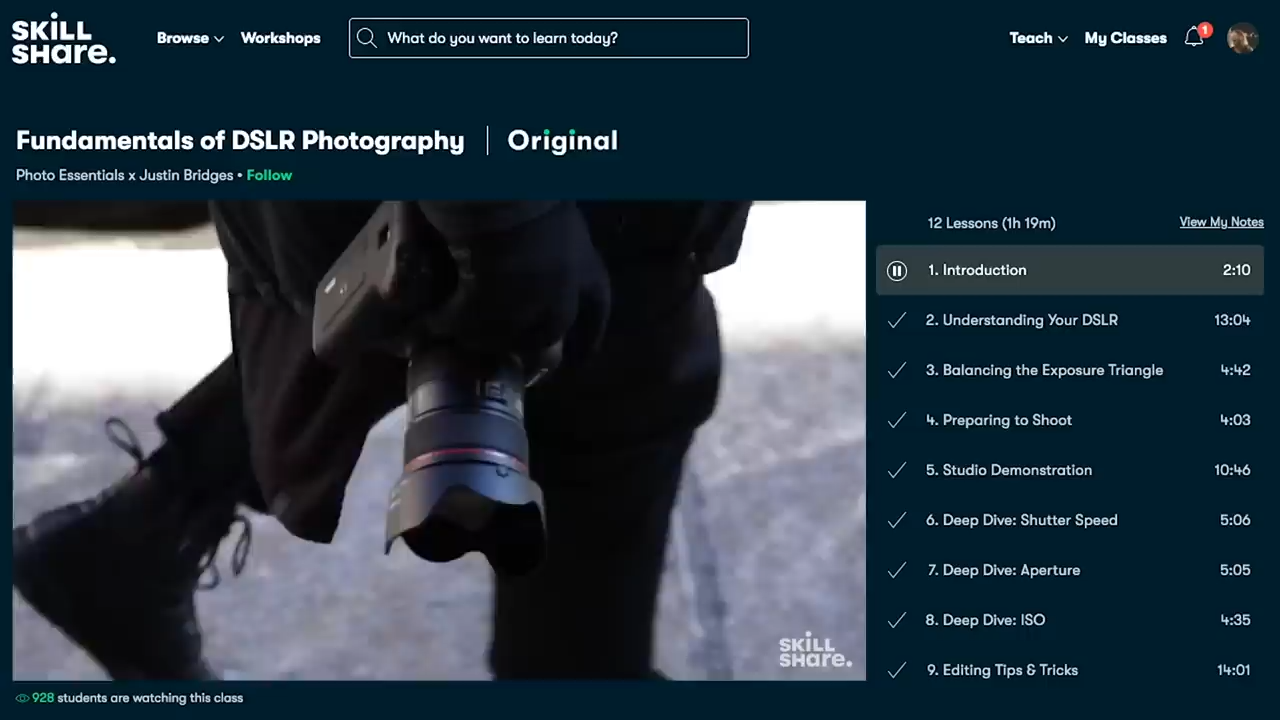 SKILL
SHare.
Browse
Workshops
What do you want to learn today?
Teach
My Classes
1
Fundamentals of DSLR Photography | Original
Photo Essentials x Justin Bridges • Follow
12 Lessons (1h 19m)
View My Notes
1. Introduction 2:10
2. Understanding Your DSLR 13:04
3. Balancing the Exposure Triangle 4:42
4. Preparing to Shoot 4:03
5. Studio Demonstration 10:46
6. Deep Dive: Shutter Speed 5:06
7. Deep Dive: Aperture 5:05
8. Deep Dive: ISO 4:35
9. Editing Tips & Tricks 14:01
SKILL
SHare.
928 students are watching this class